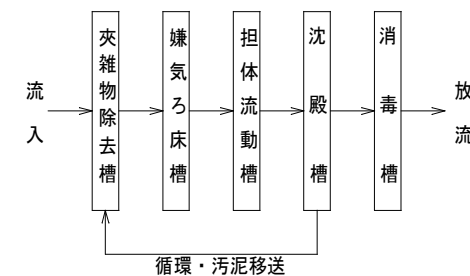 流入
夾雑物除去槽
嫌気ろ床槽
担体流動槽
沈殿槽
消毒槽
放流
循環・汚泥移送